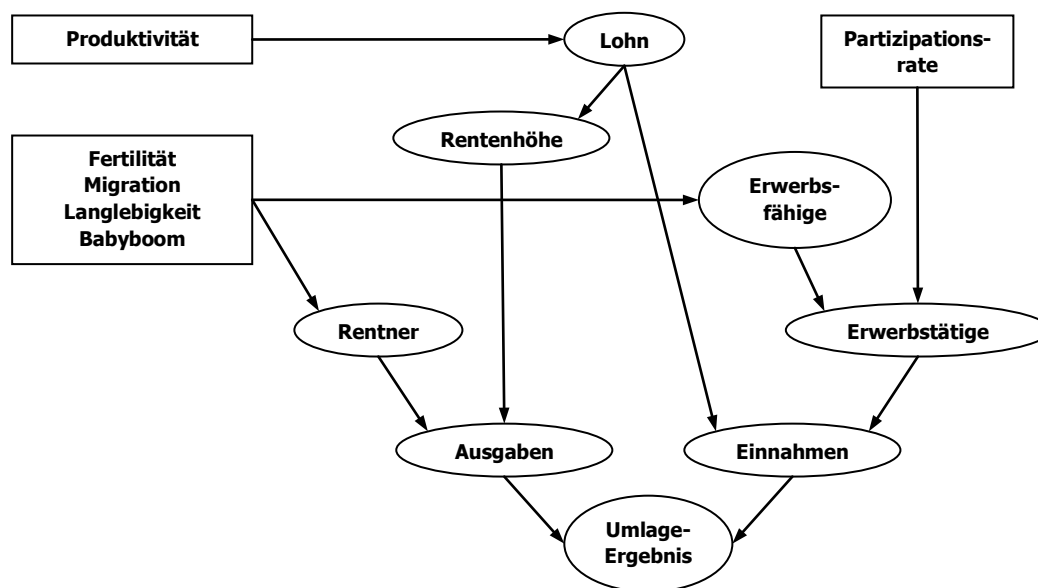 Produktivität
Lohn
Partizipations-
rate
Rentenhöhe
Fertilität
Migration
Langlebigkeit
Babyboom
Erwerbs-
fähige
Rentner
Erwerbstätige
Ausgaben
Einnahmen
Umlage-
Ergebnis